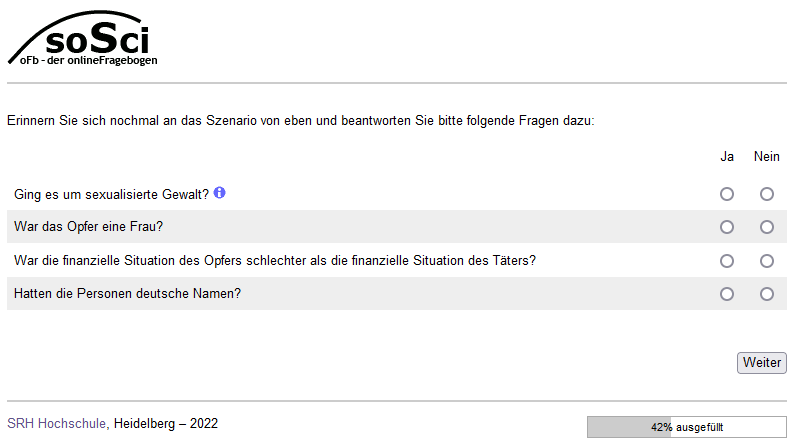 soSci
oFb - der onlineFragebogen
Erinnern Sie sich nochmal an das Szenario von eben und beantworten Sie bitte folgende Fragen dazu:
Ja Nein
Ging es um sexualisierte Gewalt?
War das Opfer eine Frau?
War die finanzielle Situation des Opfers schlechter als die finanzielle Situation des Täters?
Hatten die Personen deutsche Namen?
Weiter
SRH Hochschule, Heidelberg – 2022
42% ausgefüllt